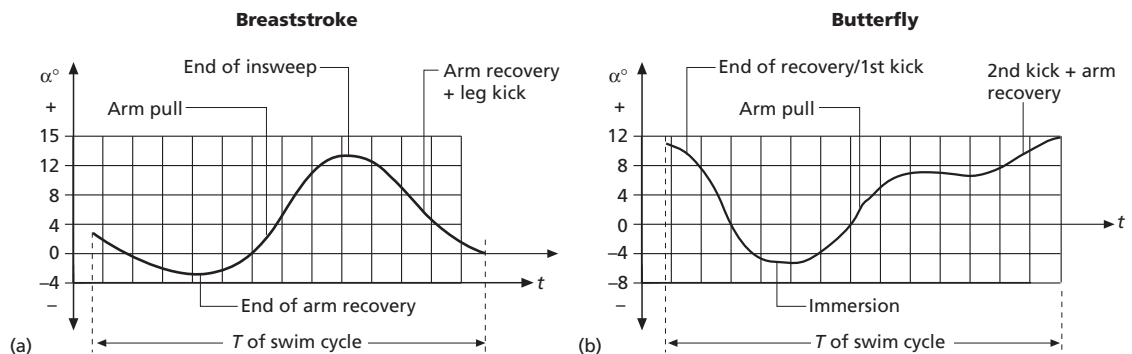 Breaststroke
α°
+
15
12
8
4
0
−4
−
End of insweep
Arm pull
Arm recovery
+ leg kick
End of arm recovery
t
T of swim cycle
(a)
Butterfly
α°
+
12
8
4
0
−4
−8
−
End of recovery/1st kick
Arm pull
2nd kick + arm
recovery
Immersion
t
T of swim cycle
(b)